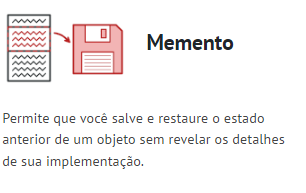 Memento
Permite que você salve e restaure o estado
anterior de um objeto sem revelar os detalhes
de sua implementação.